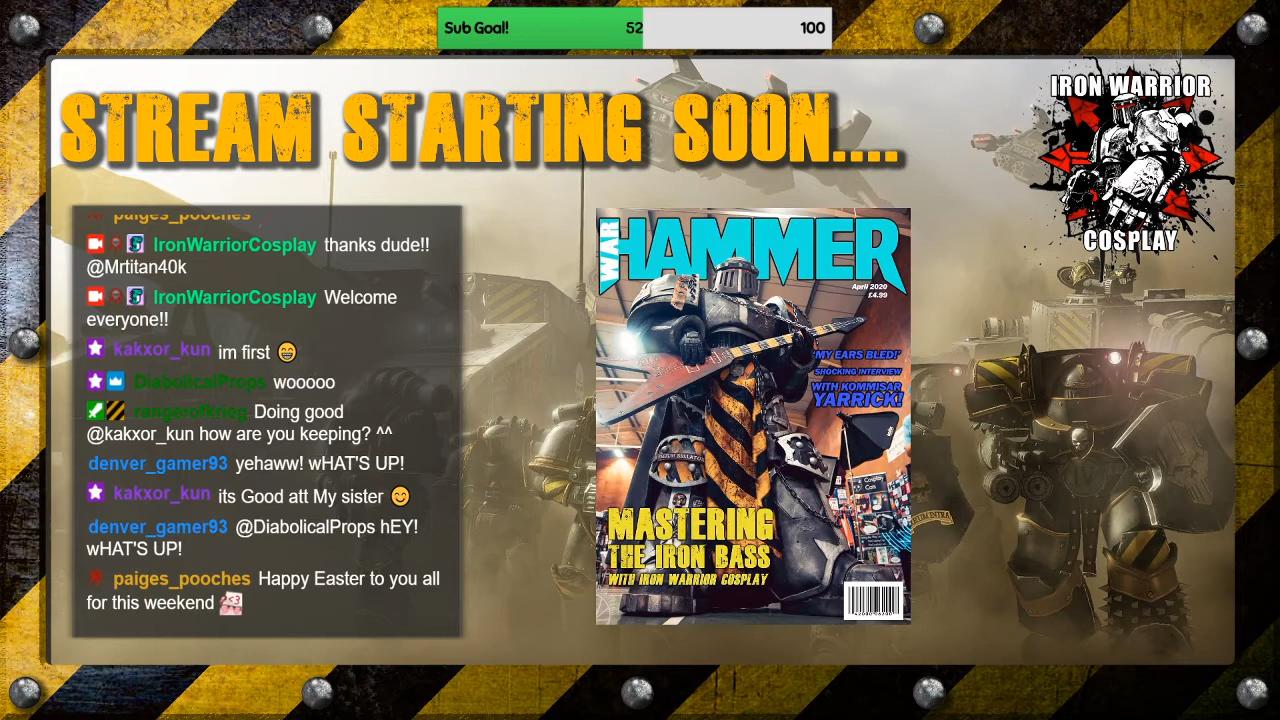 Sub Goal! 52 100
IRON WARRIOR
COSPLAY
STREAM STARTING SOON....
paiges_pooches
IronWarriorCosplay thanks dude!!
@Mrtitan40k
IronWarriorCosplay Welcome
everyone!!
kakxor_kun im first
DiabolicalProps wooooo
rangerofkrieg Doing good
@kakxor_kun how are you keeping? ^^
denver_gamer93 yehaww! wHAT'S UP!
kakxor_kun its Good att My sister
denver_gamer93 @DiabolicalProps hEY!
wHAT'S UP!
paiges_pooches Happy Easter to you all
for this weekend
WAR
HAMMER
April 2020
£4.99
'MY EARS BLED!'
SHOCKING INTERVIEW
WITH KOMMISAR
YARRICK!
MASTERING
THE IRON BASS
WITH IRON WARRIOR COSPLAY